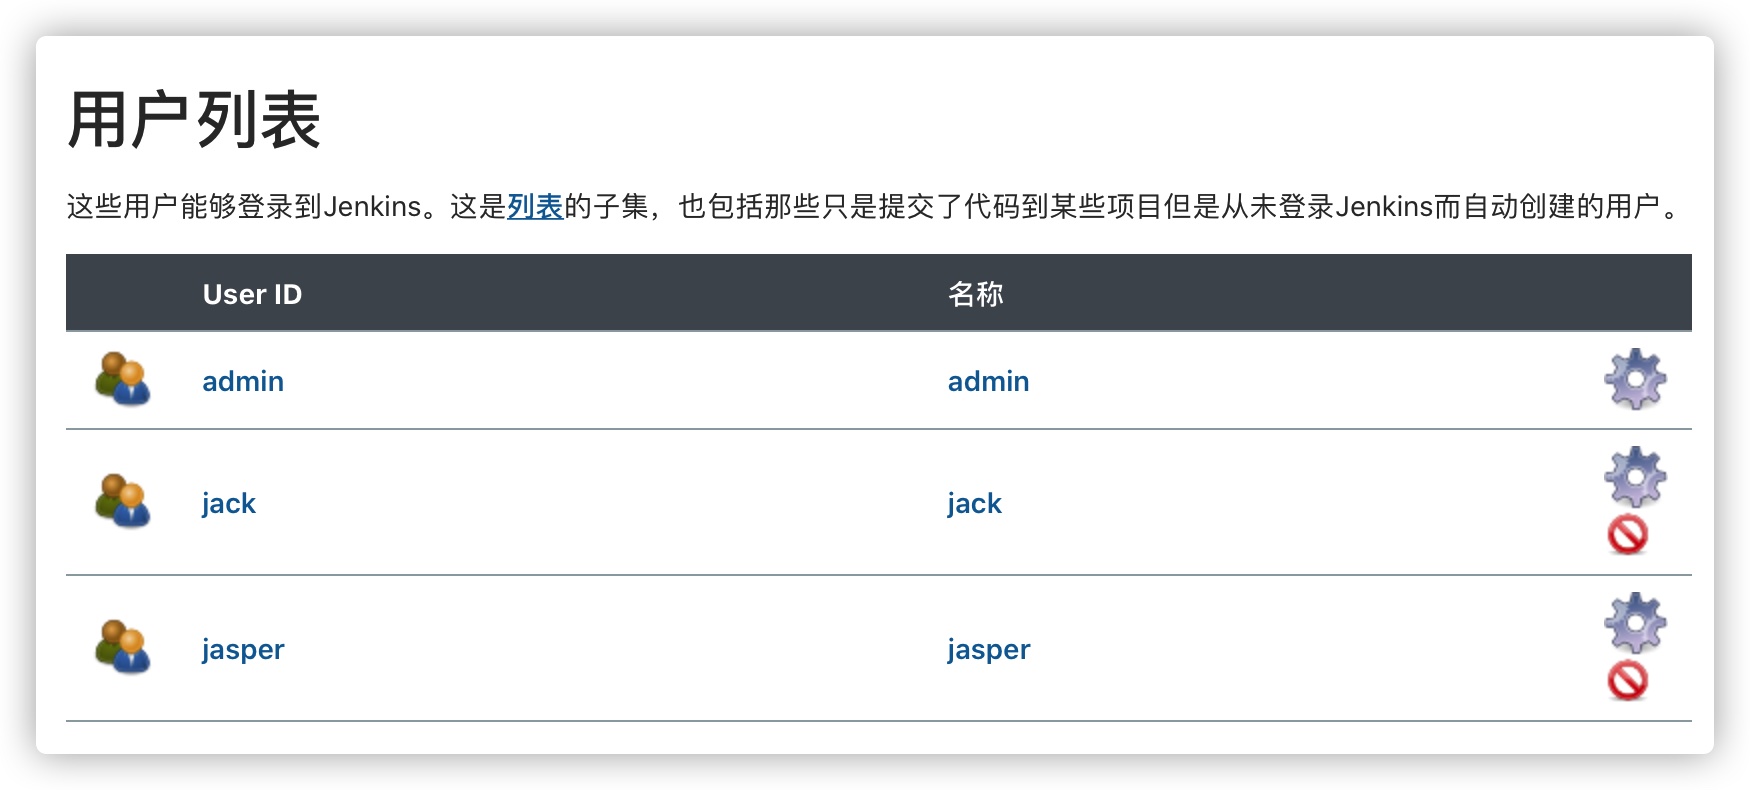 用户列表
这些用户能够登录到Jenkins。这是列表的子集，也包括那些只是提交了代码到某些项目但是从未登录Jenkins而自动创建的用户。
User ID 名称
admin admin
jack jack
jasper jasper